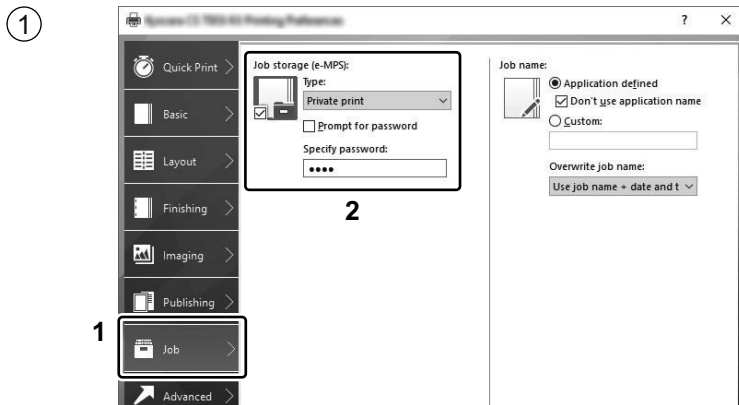 1
? ×
Quick Print
Basic
Layout
Finishing
Imaging
Publishing
1
Job
Advanced
Job storage (e-MPS):
Type:
Private print
Prompt for password
Specify password:
••••
2
Job name:
Application defined
Don't use application name
Custom:
Overwrite job name:
Use job name + date and t